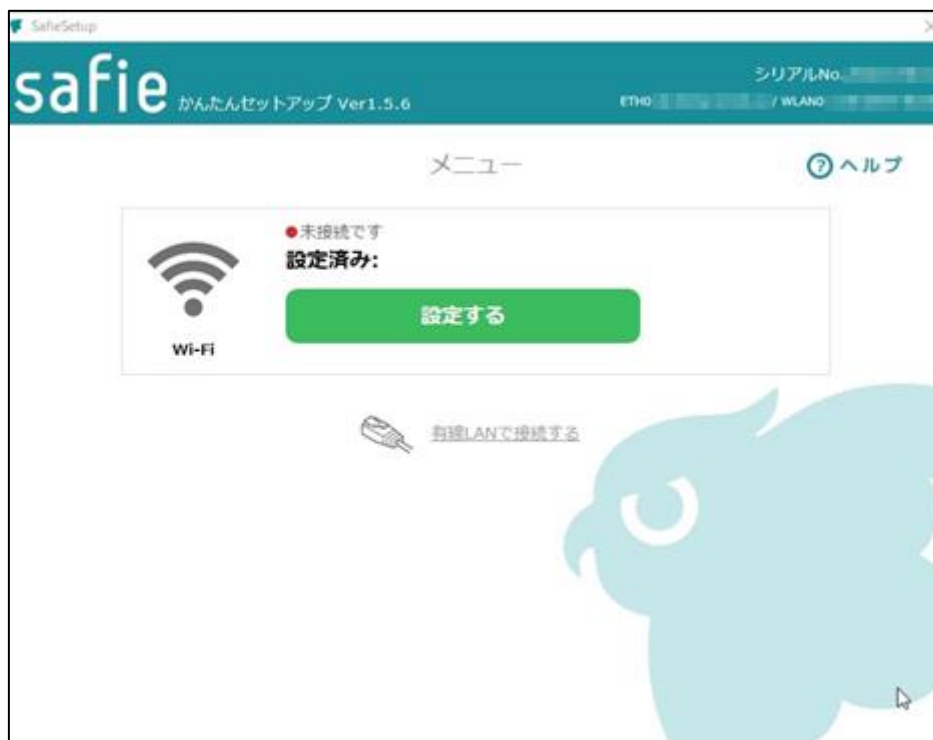 SafieSetup
safie かんたんセットアップ Ver1.5.6
シリアルNo.
ETH0 / WLAN0
メニュー
? ヘルプ
未接続です
設定済み:
設定する
Wi-Fi
有線LANで接続する